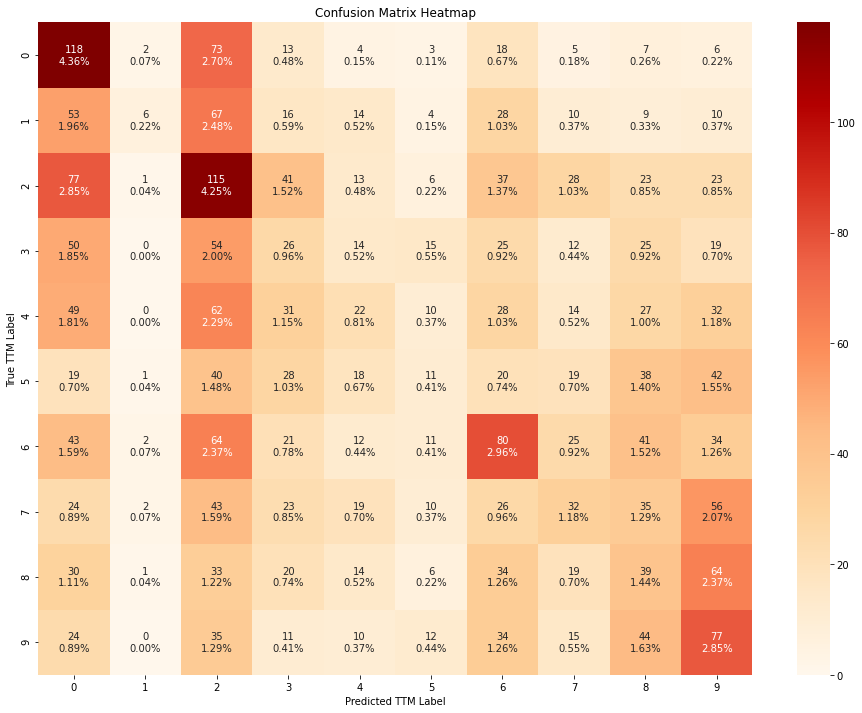 Confusion Matrix Heatmap
118 2 73 13 4 3 18 5 7 6
4.36% 0.07% 2.70% 0.48% 0.15% 0.11% 0.67% 0.18% 0.26% 0.22%
0
53 6 67 16 14 4 28 10 9 10
1.96% 0.22% 2.48% 0.59% 0.52% 0.15% 1.03% 0.37% 0.33% 0.37%
1
77 1 115 41 13 6 37 28 23 23
2.85% 0.04% 4.25% 1.52% 0.48% 0.22% 1.37% 1.03% 0.85% 0.85%
2
50 0 54 26 14 15 25 12 25 19
1.85% 0.00% 2.00% 0.96% 0.52% 0.55% 0.92% 0.44% 0.92% 0.70%
3
49 0 62 31 22 10 28 14 27 32
1.81% 0.00% 2.29% 1.15% 0.81% 0.37% 1.03% 0.52% 1.00% 1.18%
4
19 1 40 28 18 11 20 19 38 42
0.70% 0.04% 1.48% 1.03% 0.67% 0.41% 0.74% 0.70% 1.40% 1.55%
5
43 2 64 21 12 11 80 25 41 34
1.59% 0.07% 2.37% 0.78% 0.44% 0.41% 2.96% 0.92% 1.52% 1.26%
6
24 2 43 23 19 10 26 32 35 56
0.89% 0.07% 1.59% 0.85% 0.70% 0.37% 0.96% 1.18% 1.29% 2.07%
7
30 1 33 20 14 6 34 19 39 64
1.11% 0.04% 1.22% 0.74% 0.52% 0.22% 1.26% 0.70% 1.44% 2.37%
8
24 0 35 11 10 12 34 15 44 77
0.89% 0.00% 1.29% 0.41% 0.37% 0.44% 1.26% 0.55% 1.63% 2.85%
9
True TTM Label
0 1 2 3 4 5 6 7 8 9
Predicted TTM Label
100
80
60
40
20
0